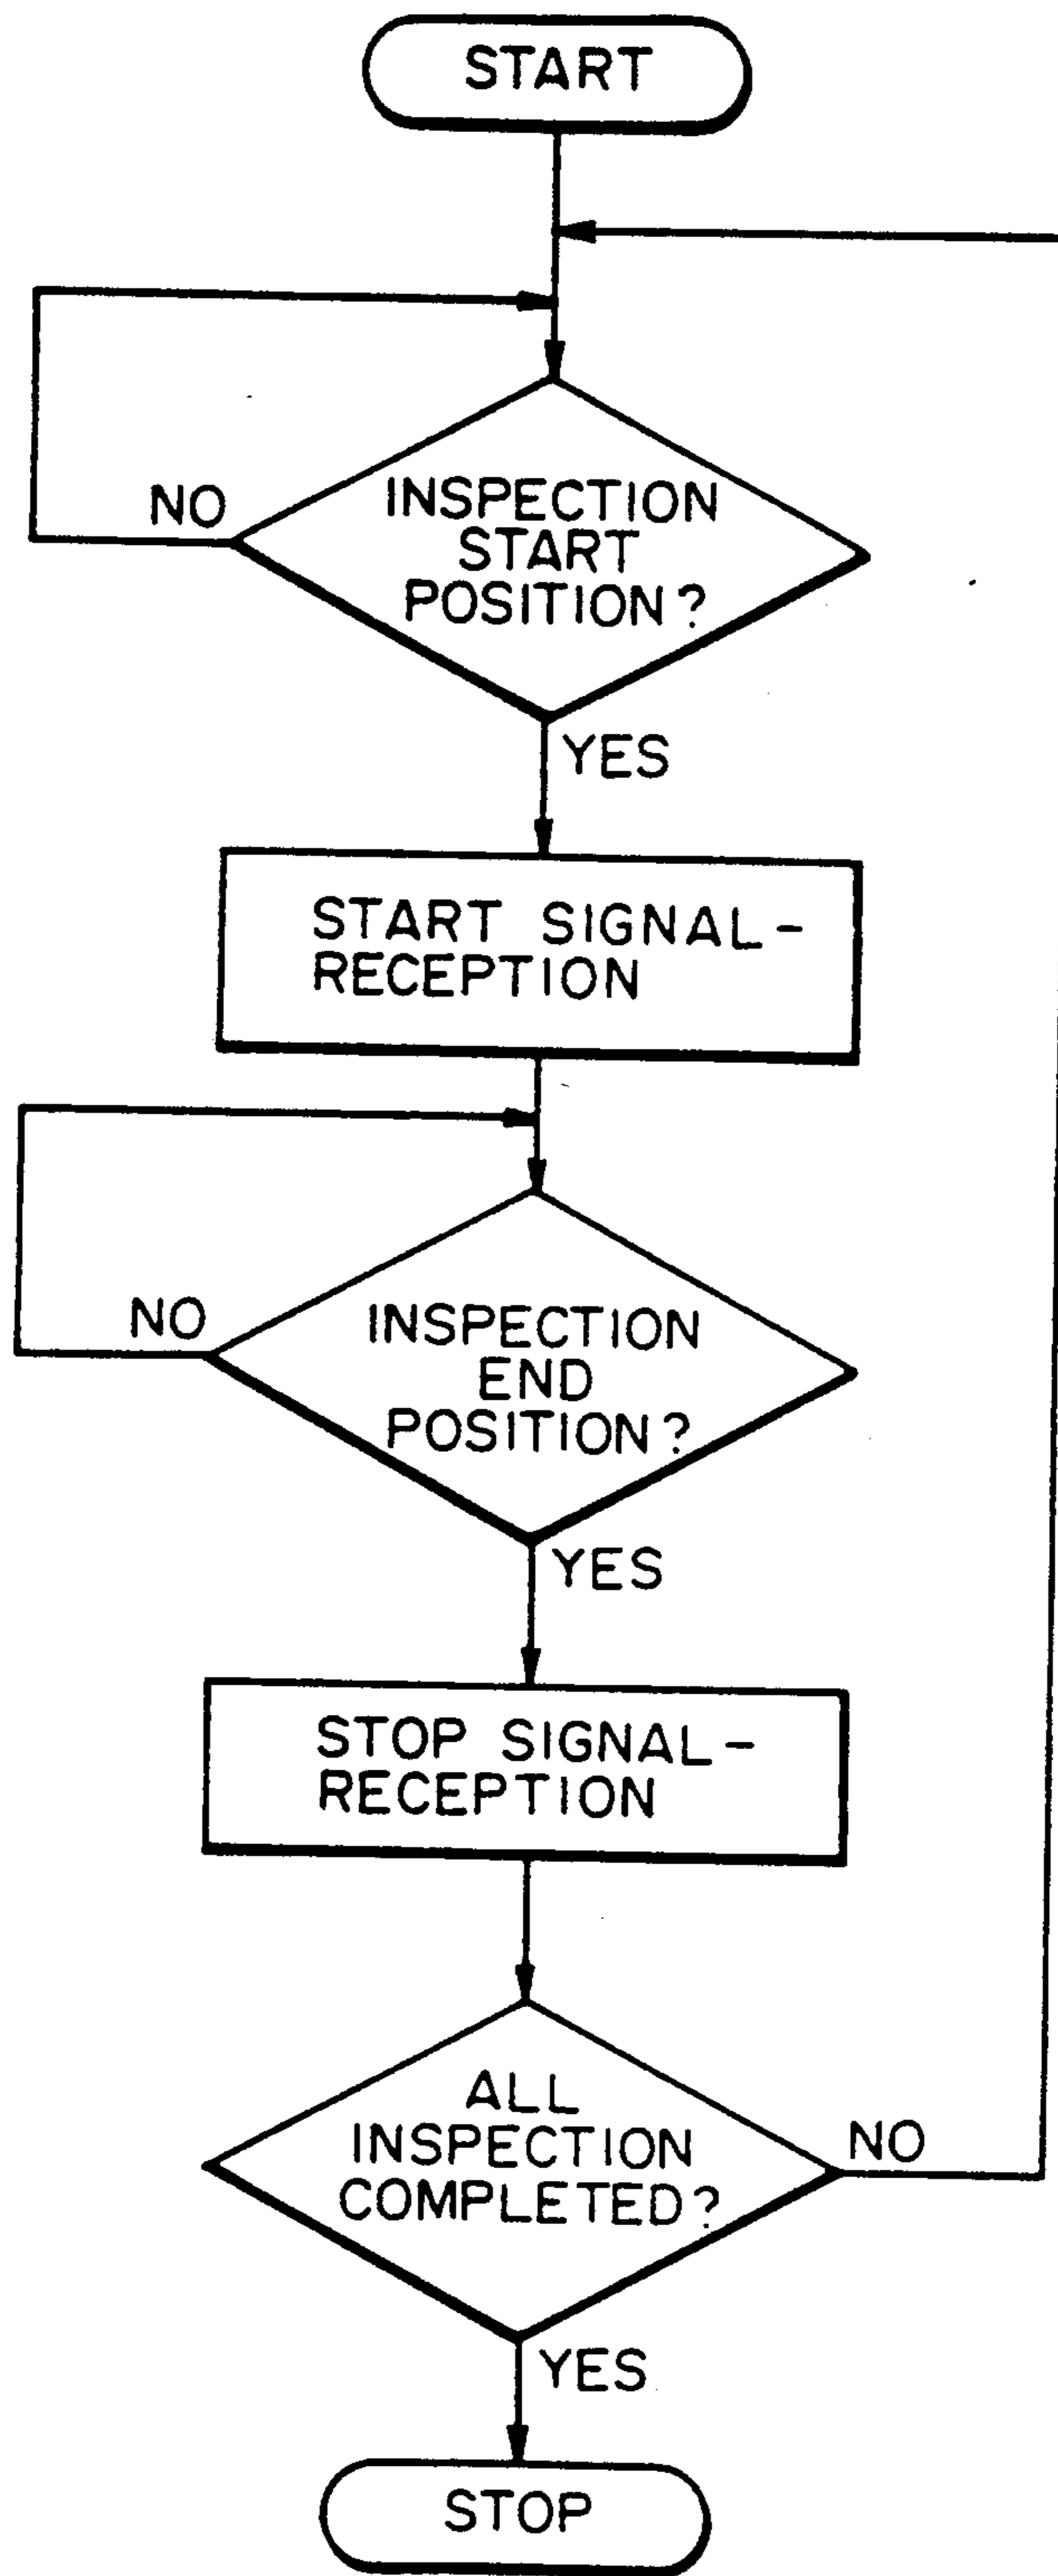 START
NO
INSPECTION
START
POSITION?
YES
START SIGNAL-
RECEPTION
NO
INSPECTION
END
POSITION?
YES
STOP SIGNAL-
RECEPTION
ALL
INSPECTION
COMPLETED?
NO
YES
STOP